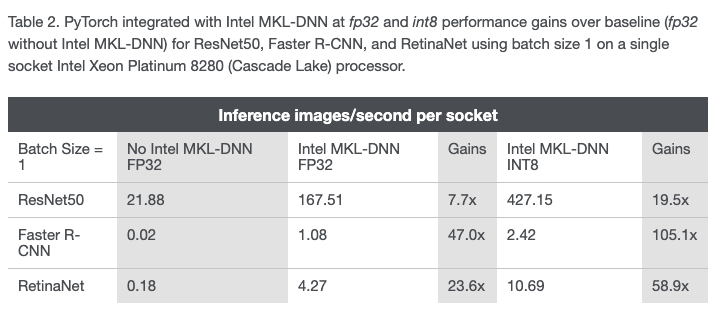 Table 2. PyTorch integrated with Intel MKL-DNN at fp32 and int8 performance gains over baseline (fp32
without Intel MKL-DNN) for ResNet50, Faster R-CNN, and RetinaNet using batch size 1 on a single
socket Intel Xeon Platinum 8280 (Cascade Lake) processor.
Inference images/second per socket
Batch Size = No Intel MKL-DNN Intel MKL-DNN Gains Intel MKL-DNN Gains
1 FP32 FP32 INT8
ResNet50 21.88 167.51 7.7x 427.15 19.5x
Faster R- 0.02 1.08 47.0x 2.42 105.1x
CNN
RetinaNet 0.18 4.27 23.6x 10.69 58.9x